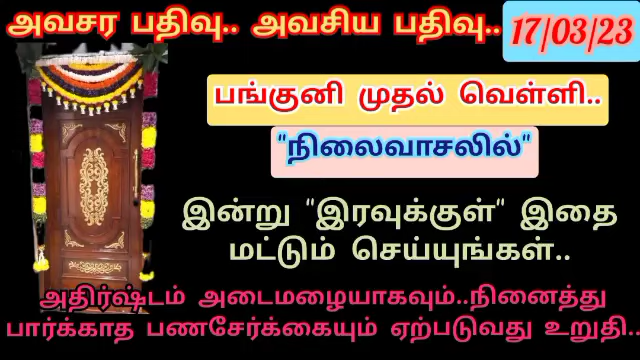 அவசர பதிவு.. அவசிய பதிவு..
17/03/23
பங்குனி முதல் வெள்ளி..
"நிலைவாசலில்"
இன்று "இரவுக்குள்" இதை
மட்டும் செய்யுங்கள்..
அதிர்ஷ்டம் அடைமழையாகவும்..நினைத்து
பார்க்காத பணசேர்க்கையும் ஏற்படுவது உறுதி..